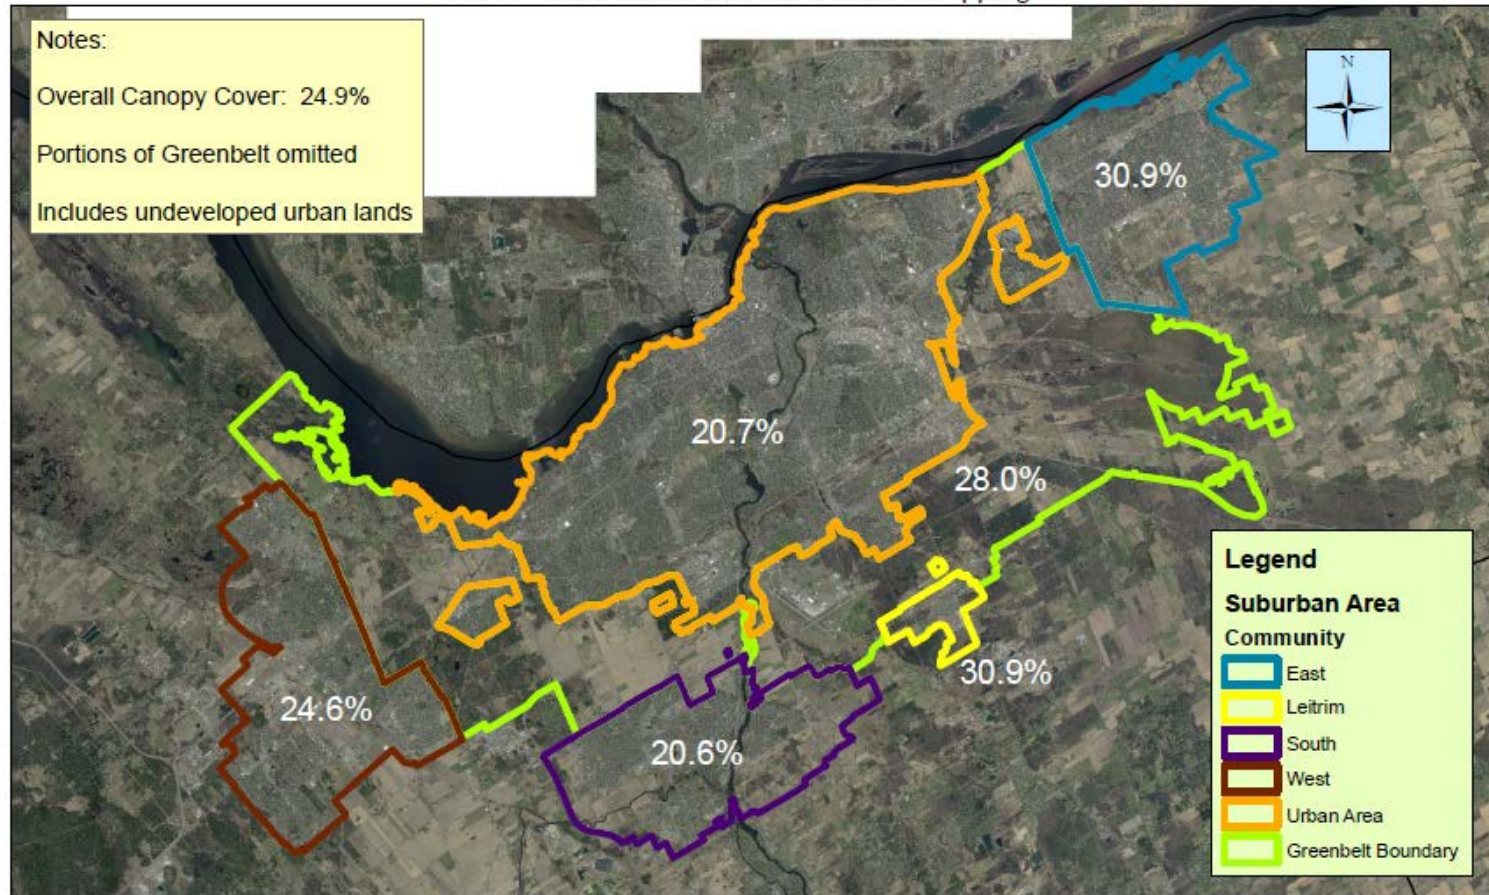 Notes:
Overall Canopy Cover: 24.9%
Portions of Greenbelt omitted
Includes undeveloped urban lands
N
30.9%
20.7%
28.0%
30.9%
24.6%
20.6%
Legend
Suburban Area
Community
East
Leitrim
South
West
Urban Area
Greenbelt Boundary